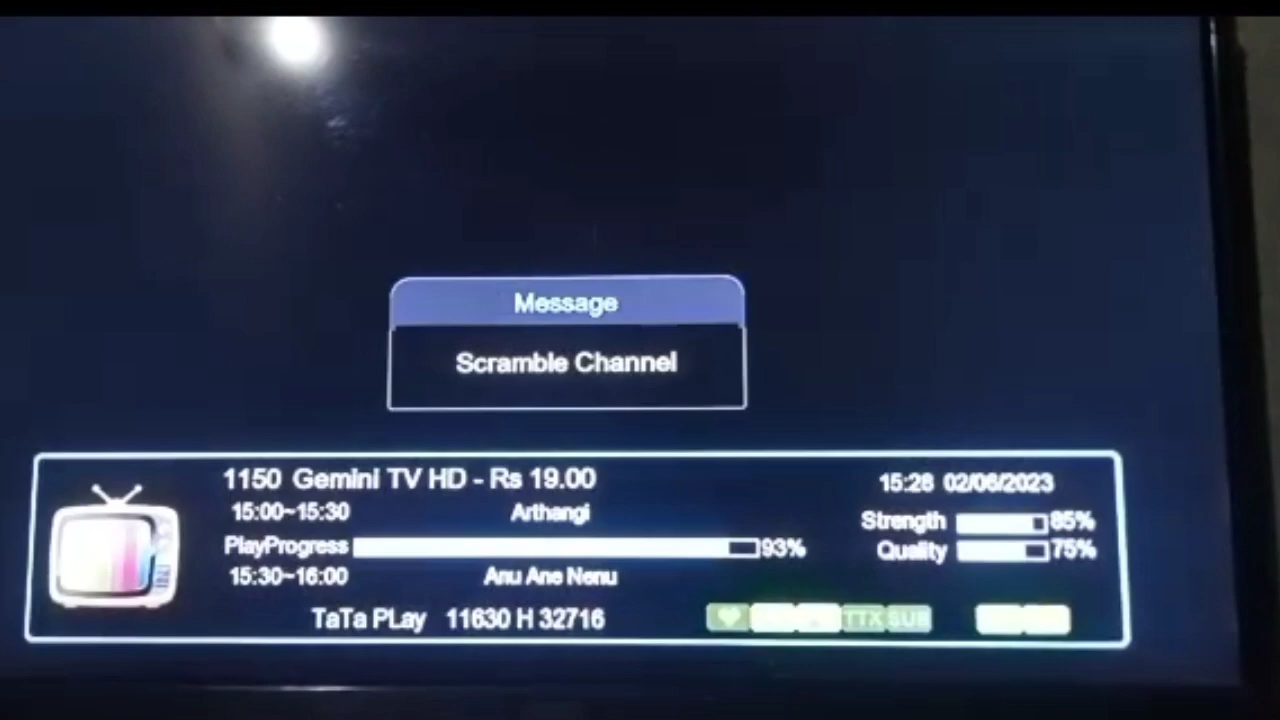 Message
Scramble Channel
1150 Gemini TV HD - Rs 19.00
15:28 02/06/2023
15:00~15:30 Arthangi
Strength 85%
PlayProgress 93%
Quality 75%
15:30~16:00 Anu Ane Nenu
TaTa PLay 11630 H 32716
TTX SUB